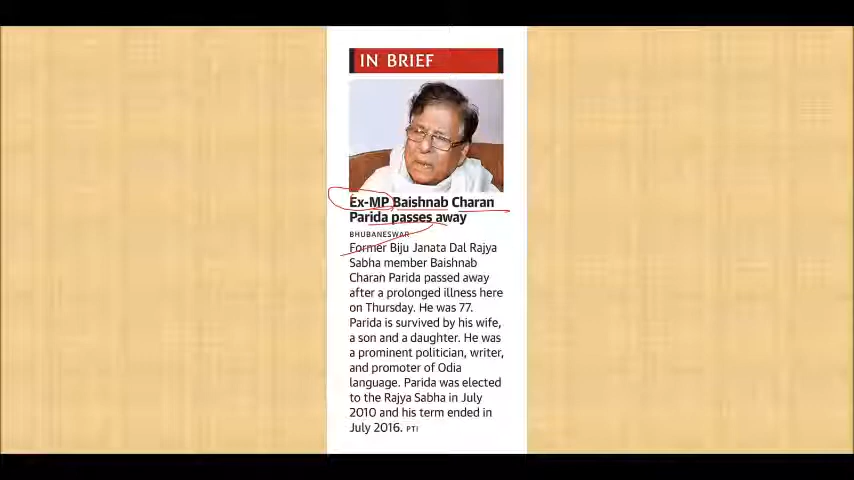 IN BRIEF
Ex-MP Baishnab Charan
Parida passes away
BHUBANESWAR
Former Biju Janata Dal Rajya
Sabha member Baishnab
Charan Parida passed away
after a prolonged illness here
on Thursday. He was 77.
Parida is survived by his wife,
a son and a daughter. He was
a prominent politician, writer,
and promoter of Odia
language. Parida was elected
to the Rajya Sabha in July
2010 and his term ended in
July 2016. PTI